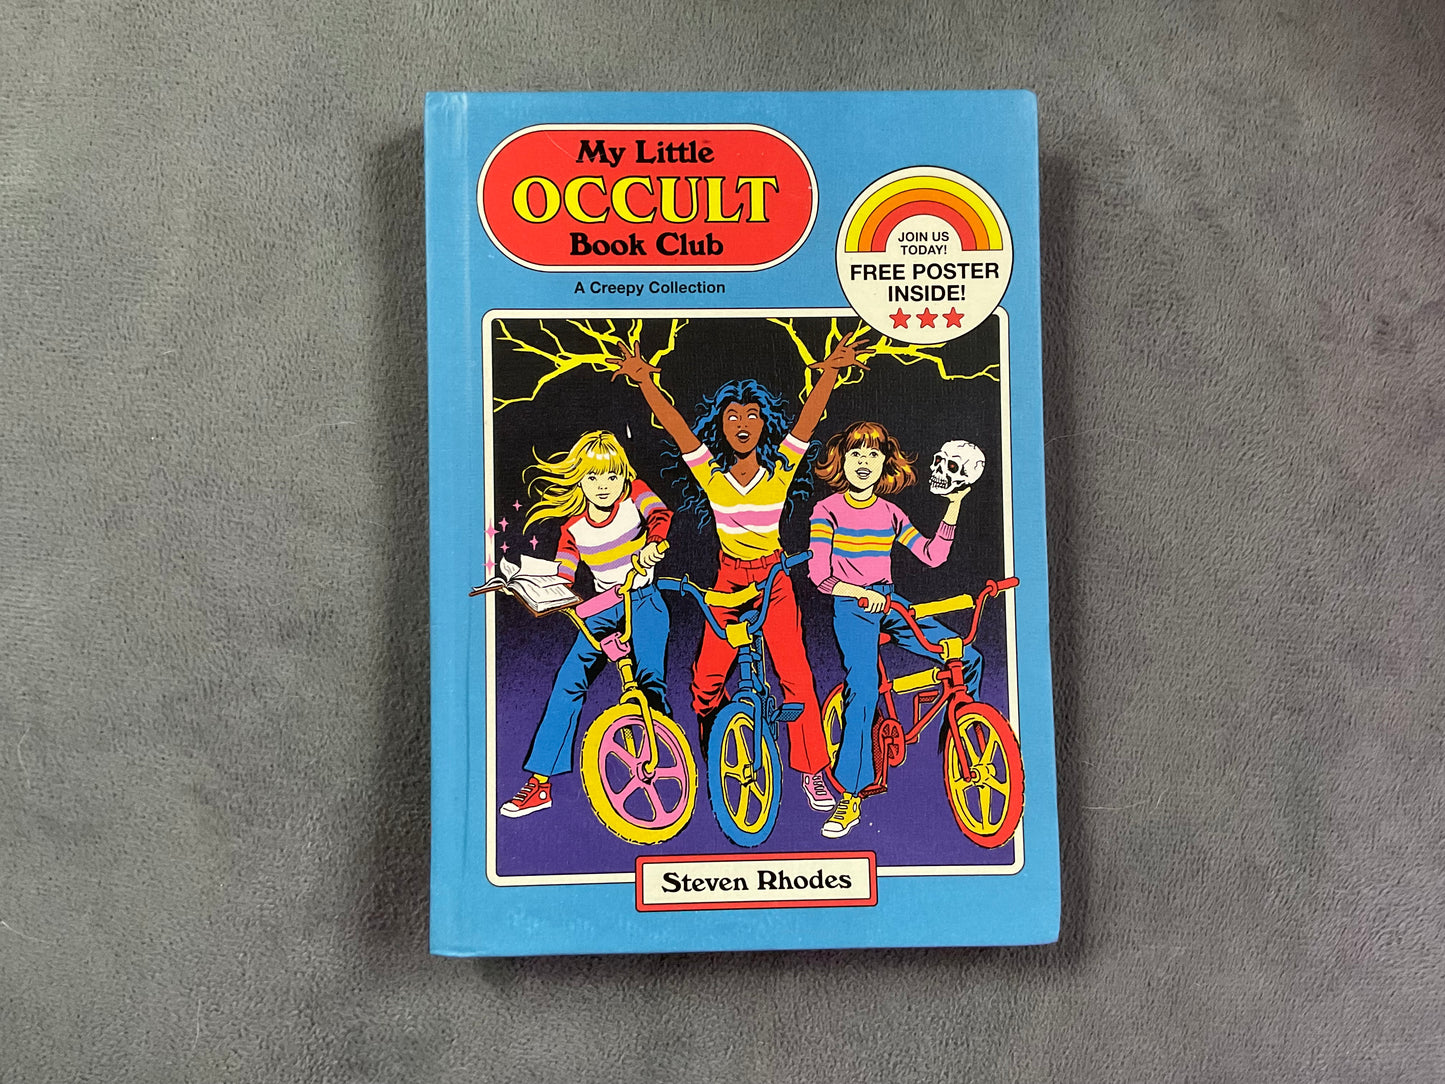 My Little
OCCULT
Book Club
A Creepy Collection
JOIN US
TODAY!
FREE POSTER
INSIDE!
Steven Rhodes